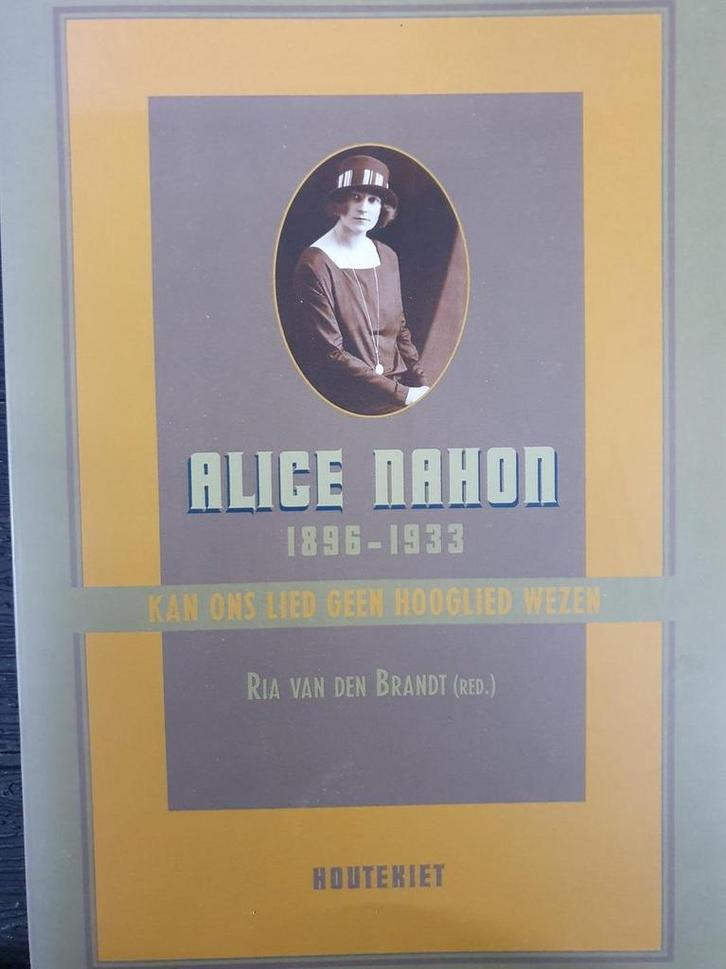 ALICE NAHON
1896-1933
KAN ONS LIED GEEN HOOGLIED WEZEN
RIA VAN DEN BRANDT (RED.)
HOUTEKIET